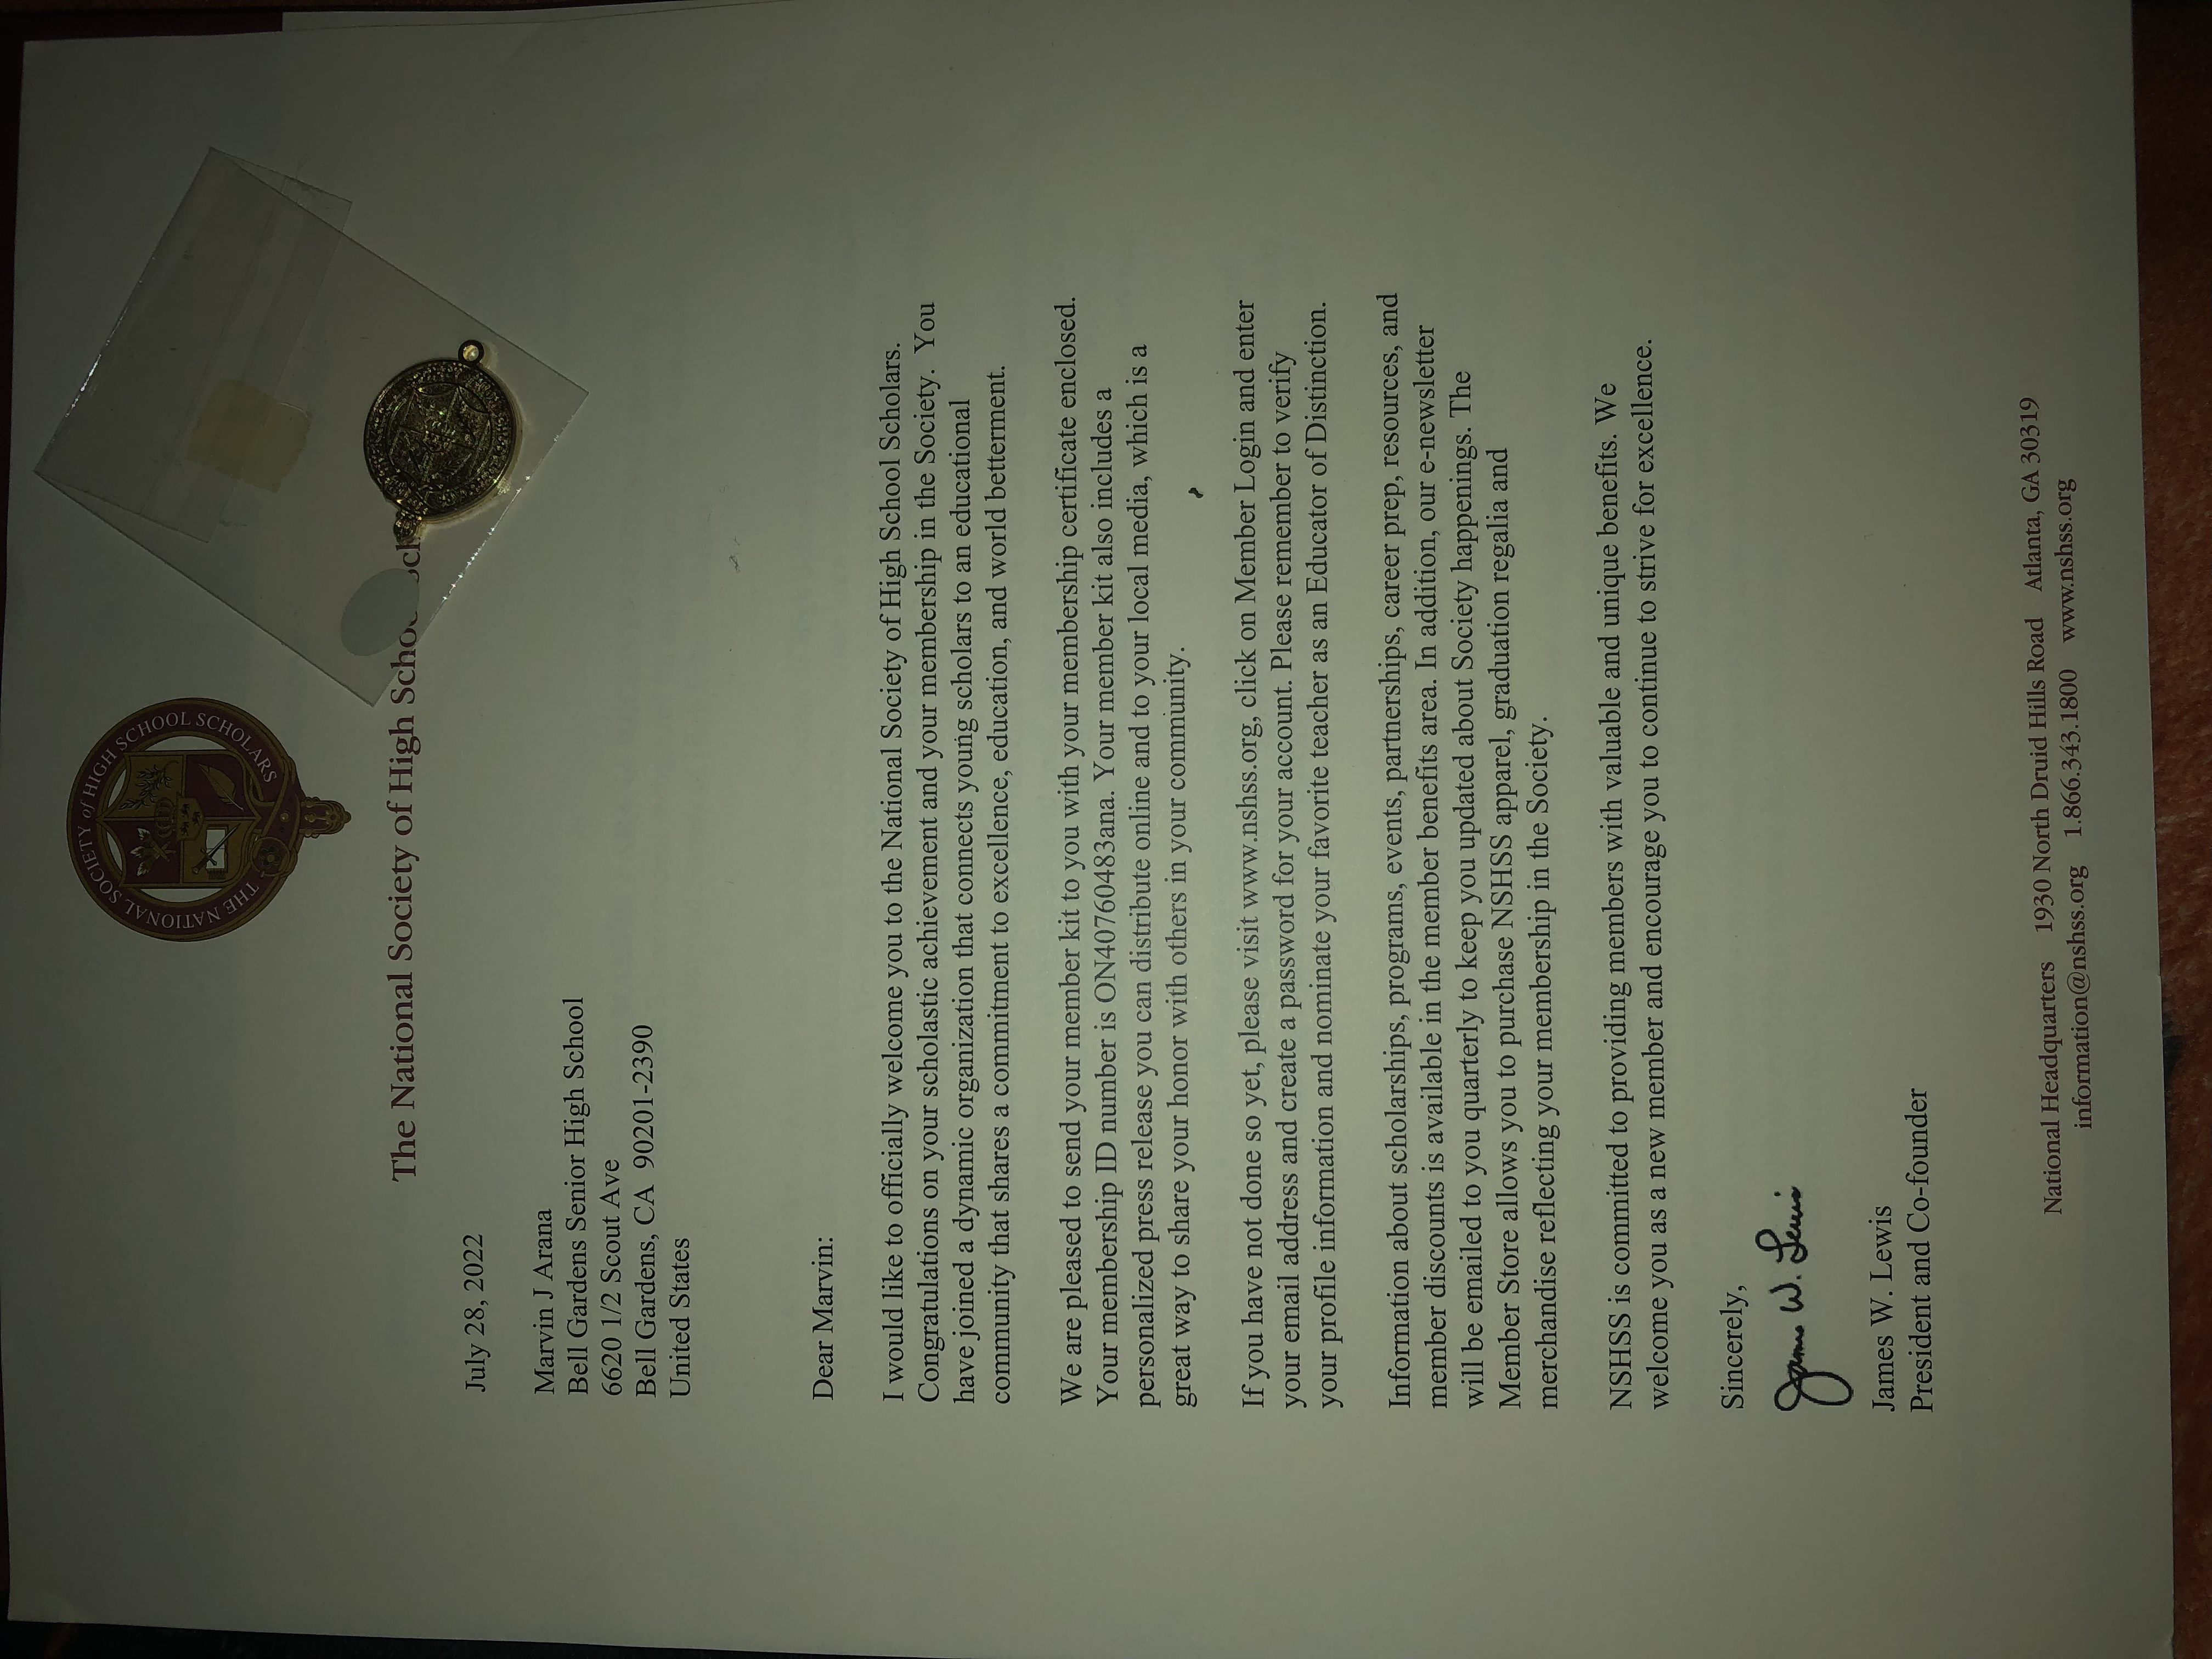 THE NATIONAL SOCIETY of HIGH SCHOOL SCHOLARS
The National Society of High School
July 28, 2022
Marvin J Arana
Bell Gardens Senior High School
6620 1/2 Scout Ave
Bell Gardens, CA 90201-2390
United States
Dear Marvin:
I would like to officially welcome you to the National Society of High School Scholars.
Congratulations on your scholastic achievement and your membership in the Society. You
have joined a dynamic organization that connects young scholars to an educational
community that shares a commitment to excellence, education, and world betterment.
We are pleased to send your member kit to you with your membership certificate enclosed.
Your membership ID number is ON40760483ana. Your member kit also includes a
personalized press release you can distribute online and to your local media, which is a
great way to share your honor with others in your community.
If you have not done so yet, please visit www.nshss.org, click on Member Login and enter
your email address and create a password for your account. Please remember to verify
your profile information and nominate your favorite teacher as an Educator of Distinction.
Information about scholarships, programs, events, partnerships, career prep, resources, and
member discounts is available in the member benefits area. In addition, our e-newsletter
will be emailed to you quarterly to keep you updated about Society happenings. The
Member Store allows you to purchase NSHSS apparel, graduation regalia and
merchandise reflecting your membership in the Society.
NSHSS is committed to providing members with valuable and unique benefits. We
welcome you as a new member and encourage you to continue to strive for excellence.
Sincerely,
James W. Lewis
James W. Lewis
President and Co-founder
National Headquarters 1930 North Druid Hills Road Atlanta, GA 30319
information@nshss.org 1.866.343.1800 www.nshss.org